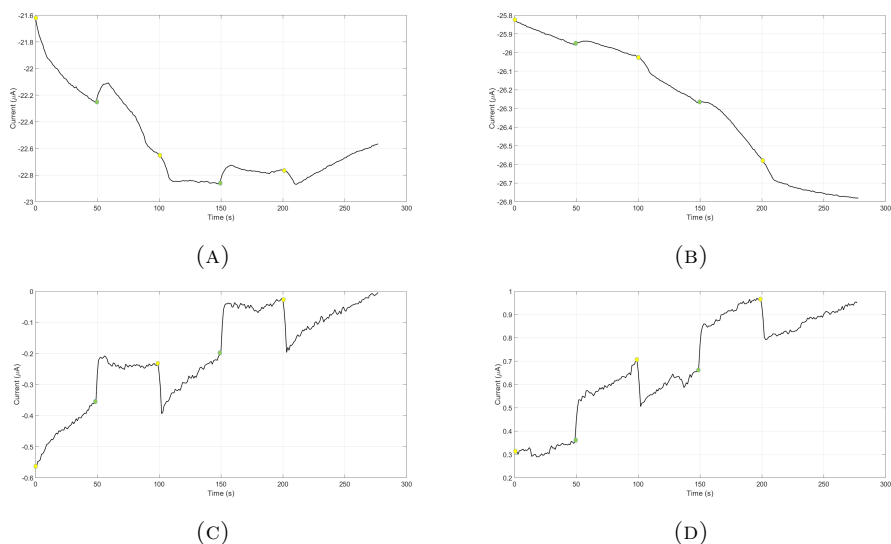 -21.6
-21.8
-22
-22.2
-22.4
-22.6
-22.8
-23
0 50 100 150 200 250 300
Time (s)
Current (μA)
(A)
-25.8
-25.9
-26
-26.1
-26.2
-26.3
-26.4
-26.5
-26.6
-26.7
-26.8
0 50 100 150 200 250 300
Time (s)
Current (μA)
(B)
0
-0.1
-0.2
-0.3
-0.4
-0.5
-0.6
0 50 100 150 200 250 300
Time (s)
Current (μA)
(C)
1
0.9
0.8
0.7
0.6
0.5
0.4
0.3
0.2
0 50 100 150 200 250 300
Time (s)
Current (μA)
(D)